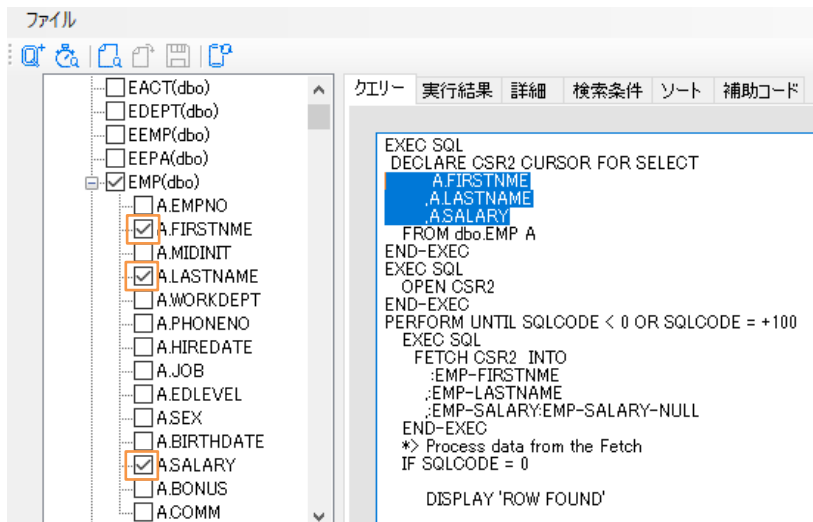 ファイル
EACT(dbo)
EDEPT(dbo)
EEMP(dbo)
EEPA(dbo)
EMP(dbo)
A.EMPNO
A.FIRSTNME
A.MIDINIT
A.LASTNAME
A.WORKDEPT
A.PHONENO
A.HIREDATE
A.JOB
A.EDLEVEL
A.SEX
A.BIRTHDATE
A.SALARY
A.BONUS
A.COMM
クエリー 実行結果 詳細 検索条件 ソート 補助コード
EXEC SQL
DECLARE CSR2 CURSOR FOR SELECT
A.FIRSTNME
,A.LASTNAME
,A.SALARY
FROM dbo.EMP A
END-EXEC
EXEC SQL
OPEN CSR2
END-EXEC
PERFORM UNTIL SQLCODE < 0 OR SQLCODE = +100
EXEC SQL
FETCH CSR2 INTO
:EMP-FIRSTNME
,:EMP-LASTNAME
,:EMP-SALARY:EMP-SALARY-NULL
END-EXEC
*> Process data from the Fetch
IF SQLCODE = 0
DISPLAY 'ROW FOUND'